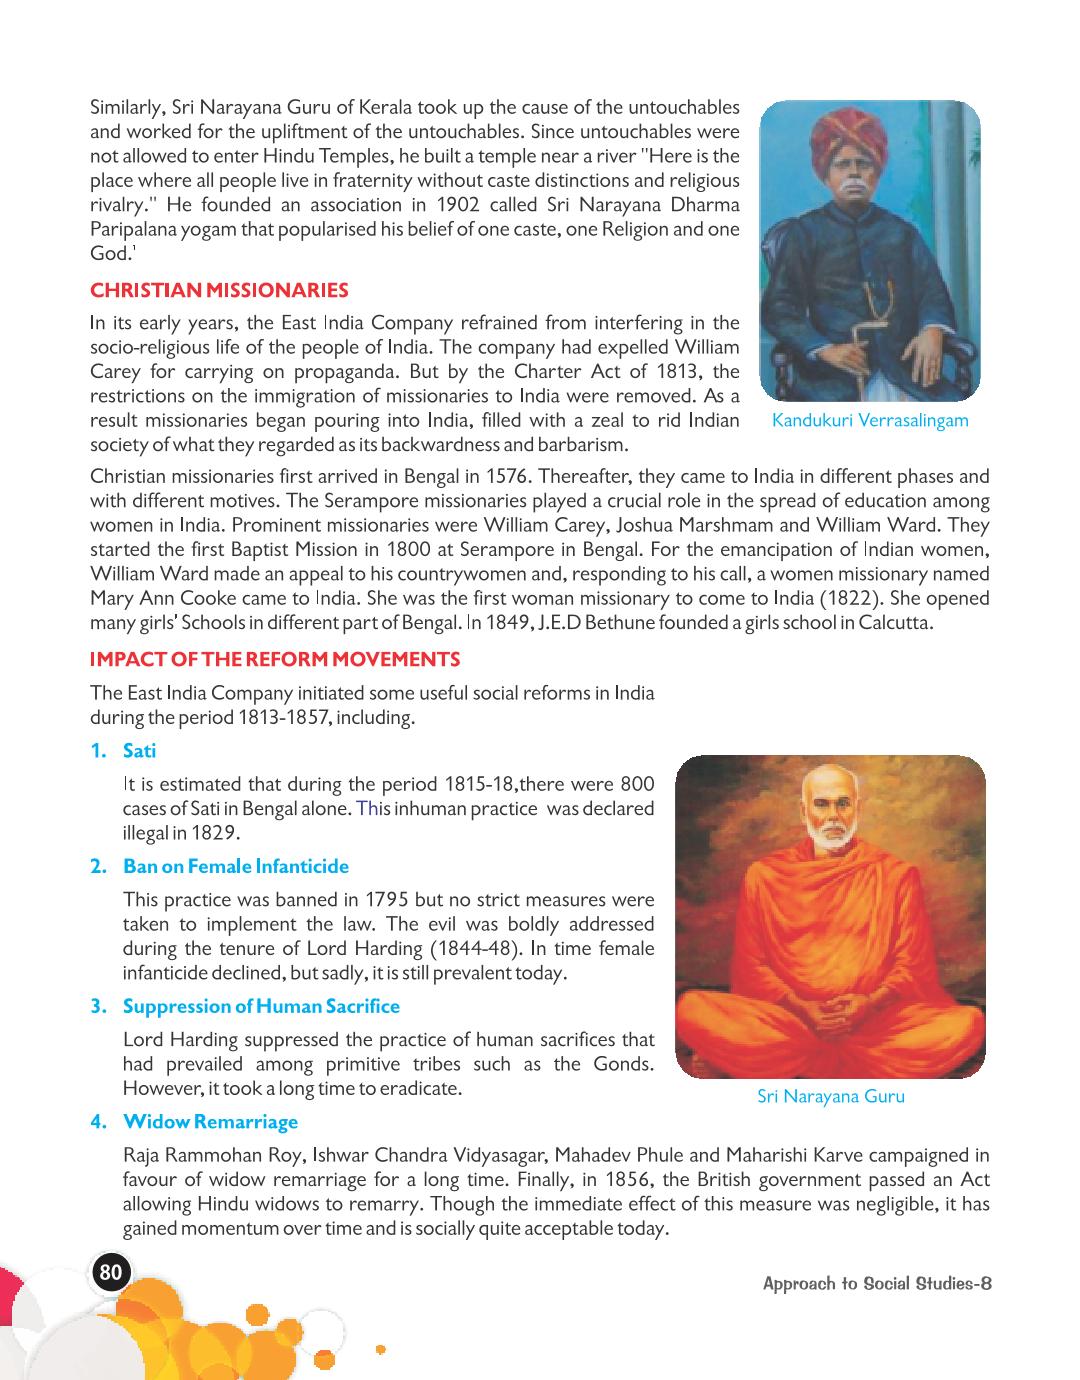 Similarly, Sri Narayana Guru of Kerala took up the cause of the untouchables
and worked for the upliftment of the untouchables. Since untouchables were
not allowed to enter Hindu Temples, he built a temple near a river "Here is the
place where all people live in fraternity without caste distinctions and religious
rivalry." He founded an association in 1902 called Sri Narayana Dharma
Paripalana yogam that popularised his belief of one caste, one Religion and one
God.'
CHRISTIAN MISSIONARIES
In its early years, the East India Company refrained from interfering in the
socio-religious life of the people of India. The company had expelled William
Carey for carrying on propaganda. But by the Charter Act of 1813, the
restrictions on the immigration of missionaries to India were removed. As a
result missionaries began pouring into India, filled with a zeal to rid Indian
society of what they regarded as its backwardness and barbarism.
Kandukuri Verrasalingam
Christian missionaries first arrived in Bengal in 1576. Thereafter, they came to India in different phases and
with different motives. The Serampore missionaries played a crucial role in the spread of education among
women in India. Prominent missionaries were William Carey, Joshua Marshmam and William Ward. They
started the first Baptist Mission in 1800 at Serampore in Bengal. For the emancipation of Indian women,
William Ward made an appeal to his countrywomen and, responding to his call, a women missionary named
Mary Ann Cooke came to India. She was the first woman missionary to come to India (1822). She opened
many girls' Schools in different part of Bengal. In 1849, J.E.D Bethune founded a girls school in Calcutta.
IMPACT OF THE REFORM MOVEMENTS
The East India Company initiated some useful social reforms in India
during the period 1813-1857, including.
1. Sati
It is estimated that during the period 1815-18,there were 800
cases of Sati in Bengal alone. This inhuman practice was declared
illegal in 1829.
2. Ban on Female Infanticide
This practice was banned in 1795 but no strict measures were
taken to implement the law. The evil was boldly addressed
during the tenure of Lord Harding (1844-48). In time female
infanticide declined, but sadly, it is still prevalent today.
3. Suppression of Human Sacrifice
Lord Harding suppressed the practice of human sacrifices that
had prevailed among primitive tribes such as the Gonds.
However, it took a long time to eradicate.
Sri Narayana Guru
4. Widow Remarriage
Raja Rammohan Roy, Ishwar Chandra Vidyasagar, Mahadev Phule and Maharishi Karve campaigned in
favour of widow remarriage for a long time. Finally, in 1856, the British government passed an Act
allowing Hindu widows to remarry. Though the immediate effect of this measure was negligible, it has
gained momentum over time and is socially quite acceptable today.
80
Approach to Social Studies-8